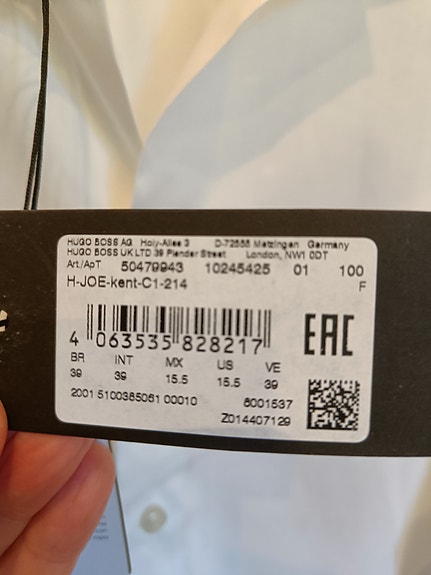 HUGO BOSS AG Holy-Allee 3 D-72555 Metzingen Germany
HUGO BOSS UK LTD 39 Plender Street London, NW1 0DT
Art./ApT 50479943 10245425 01 100
H-JOE-kent-C1-214 F
4 063535 828217
EAC
BR INT MX US VE
39 39 15.5 15.5 39
2001 5100385061 00010 6001537
Z014407129